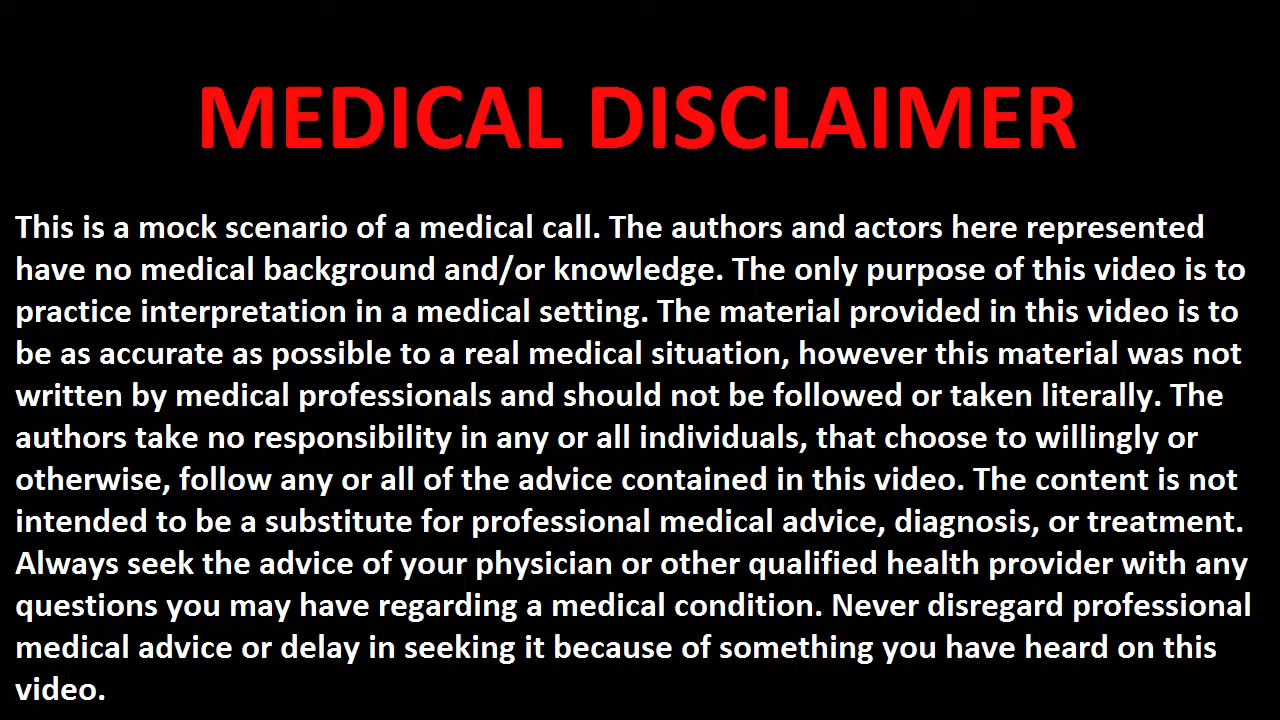 MEDICAL DISCLAIMER
This is a mock scenario of a medical call. The authors and actors here represented
have no medical background and/or knowledge. The only purpose of this video is to
practice interpretation in a medical setting. The material provided in this video is to
be as accurate as possible to a real medical situation, however this material was not
written by medical professionals and should not be followed or taken literally. The
authors take no responsibility in any or all individuals, that choose to willingly or
otherwise, follow any or all of the advice contained in this video. The content is not
intended to be a substitute for professional medical advice, diagnosis, or treatment.
Always seek the advice of your physician or other qualified health provider with any
questions you may have regarding a medical condition. Never disregard professional
medical advice or delay in seeking it because of something you have heard on this
video.